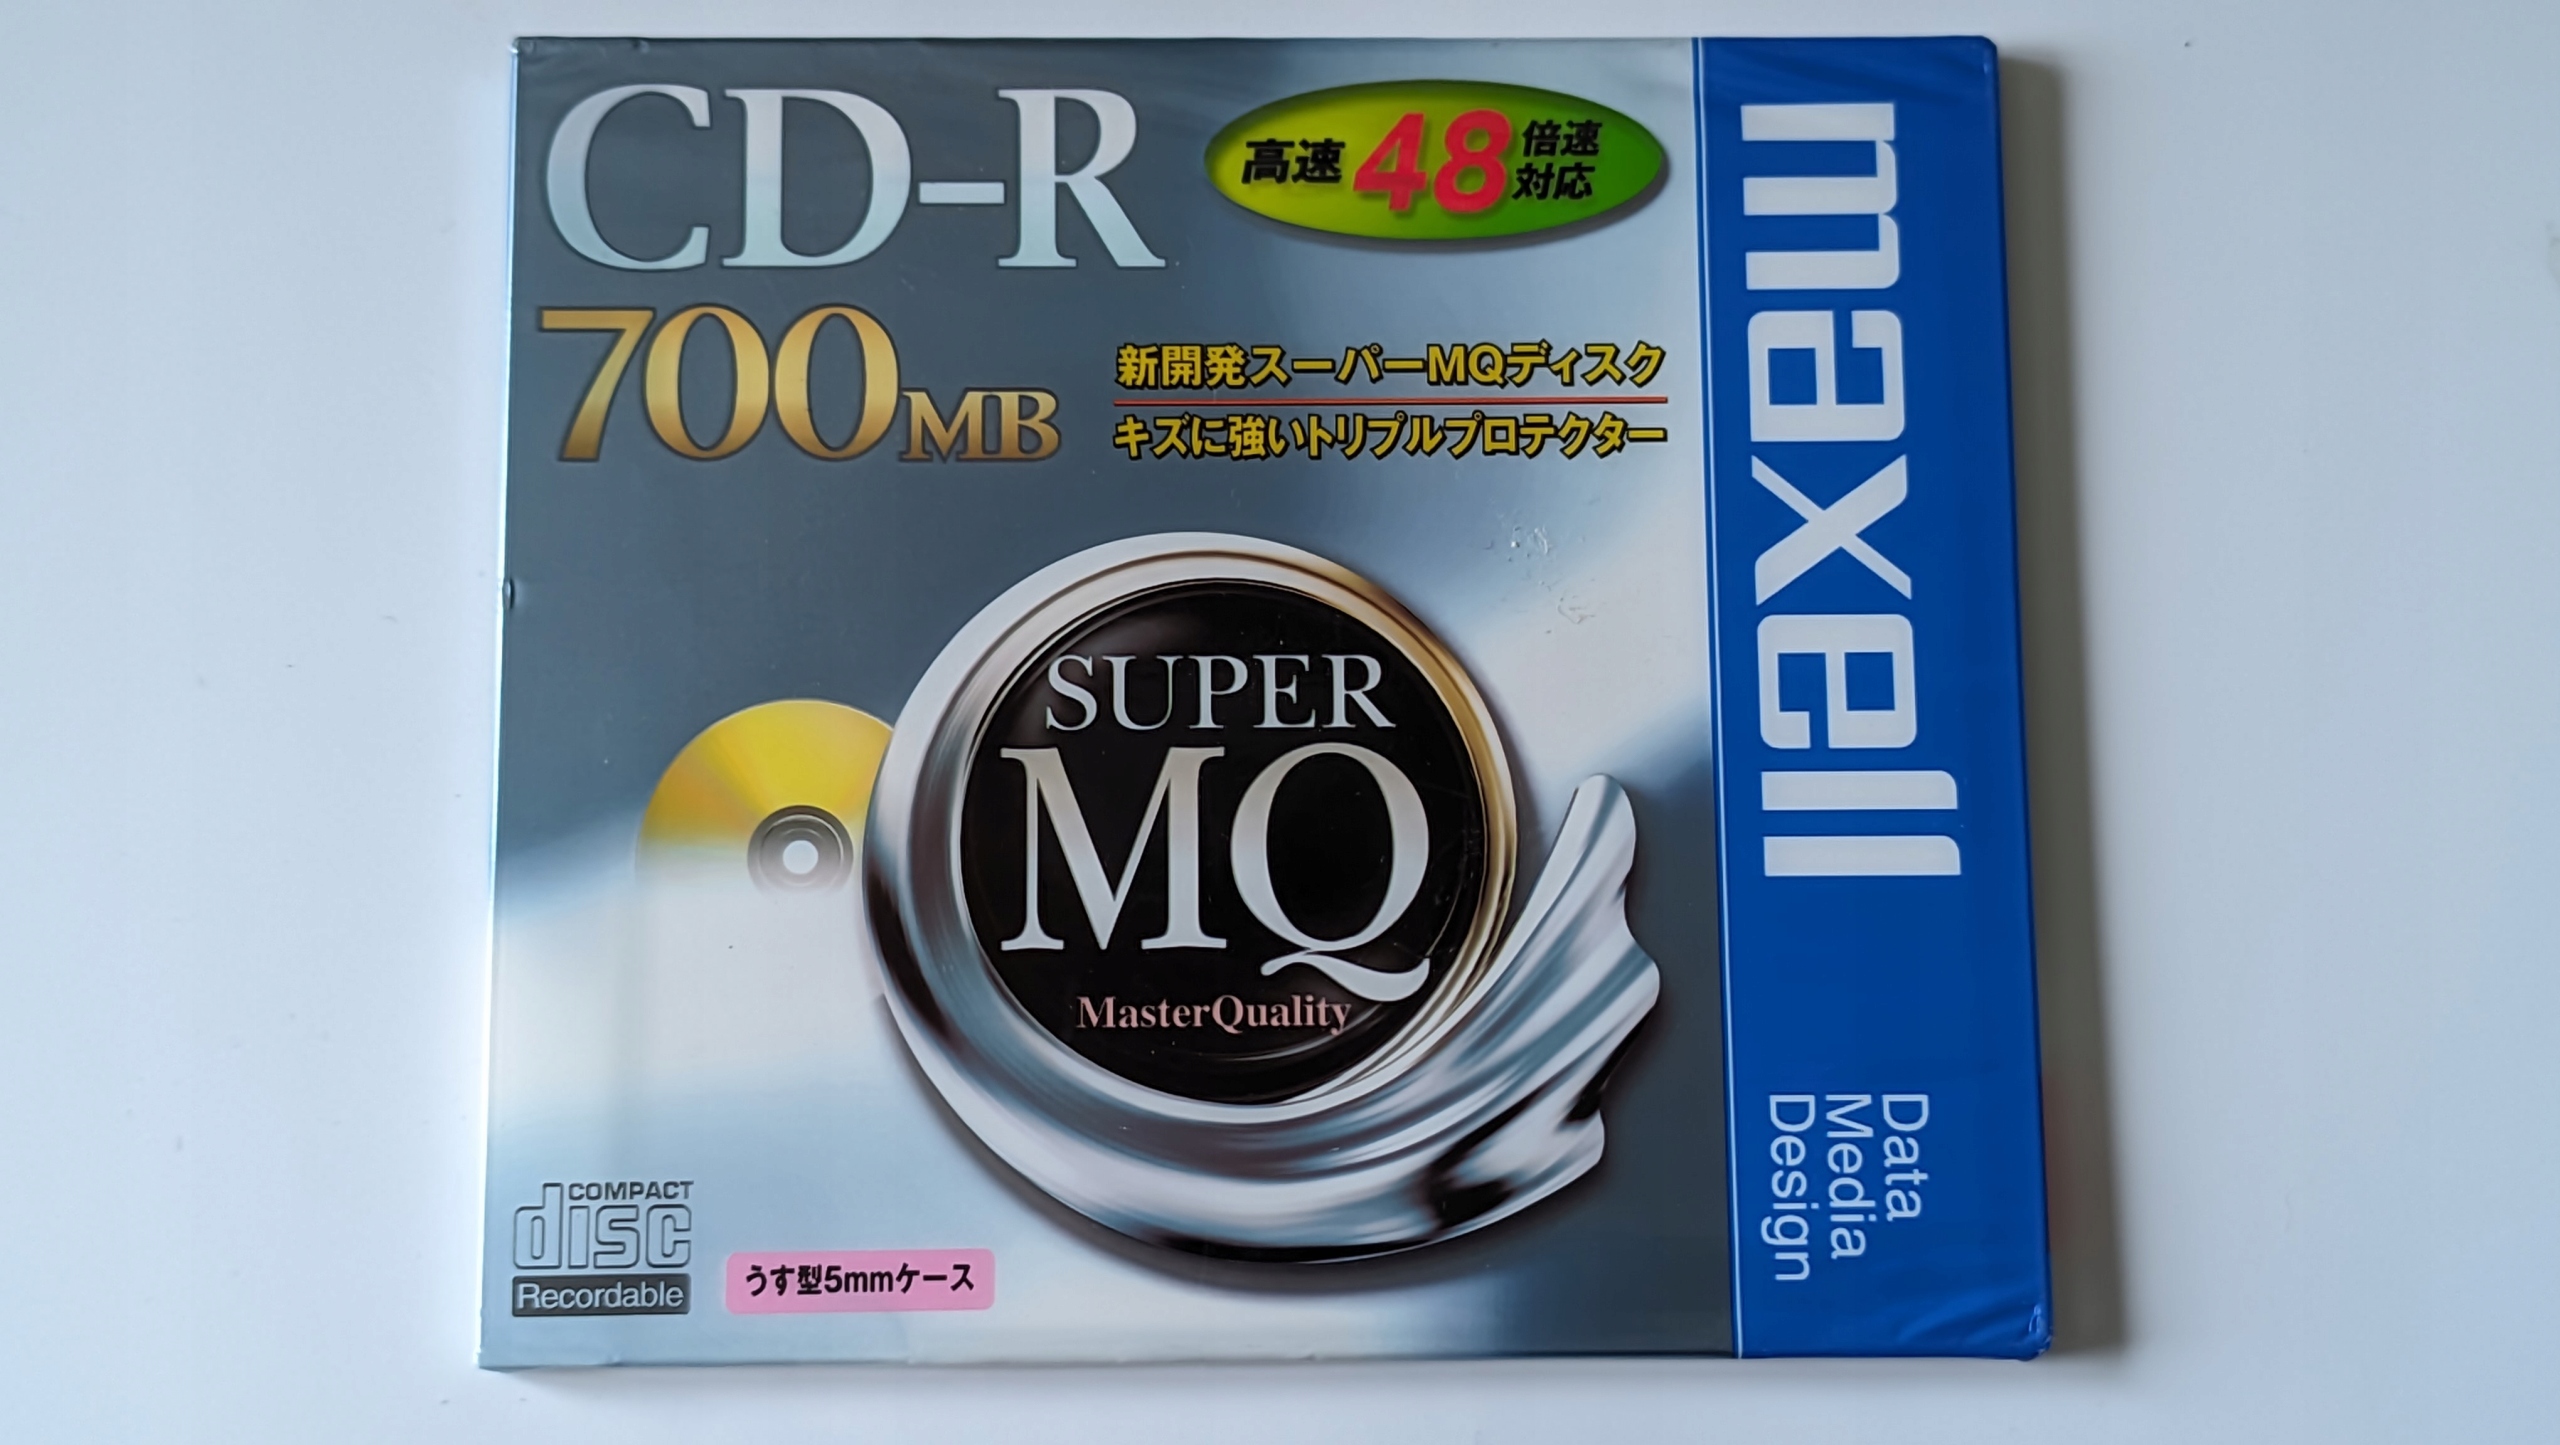 CD-R
高速48倍速
対応
700MB
新開発スーパーMQディスク
キズに強いトリプルプロテクター
SUPER
MQ
MasterQuality
COMPACT
disc
Recordable
うす型5mmケース
maxell
Data
Media
Design